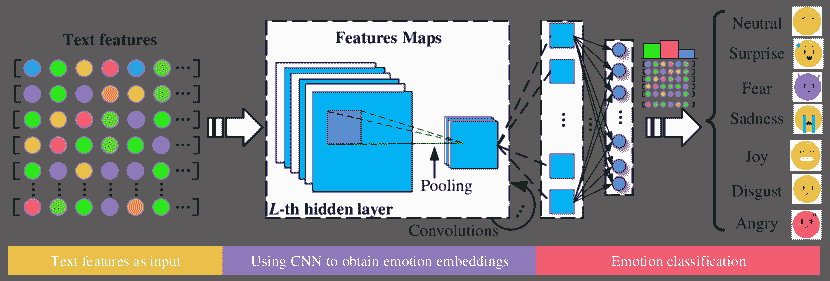 Text features
Features Maps
Pooling
L-th hidden layer
Convolutions
Neutral
Surprise
Fear
Sadness
Joy
Disgust
Angry
Text features as input
Using CNN to obtain emotion embeddings
Emotion classification